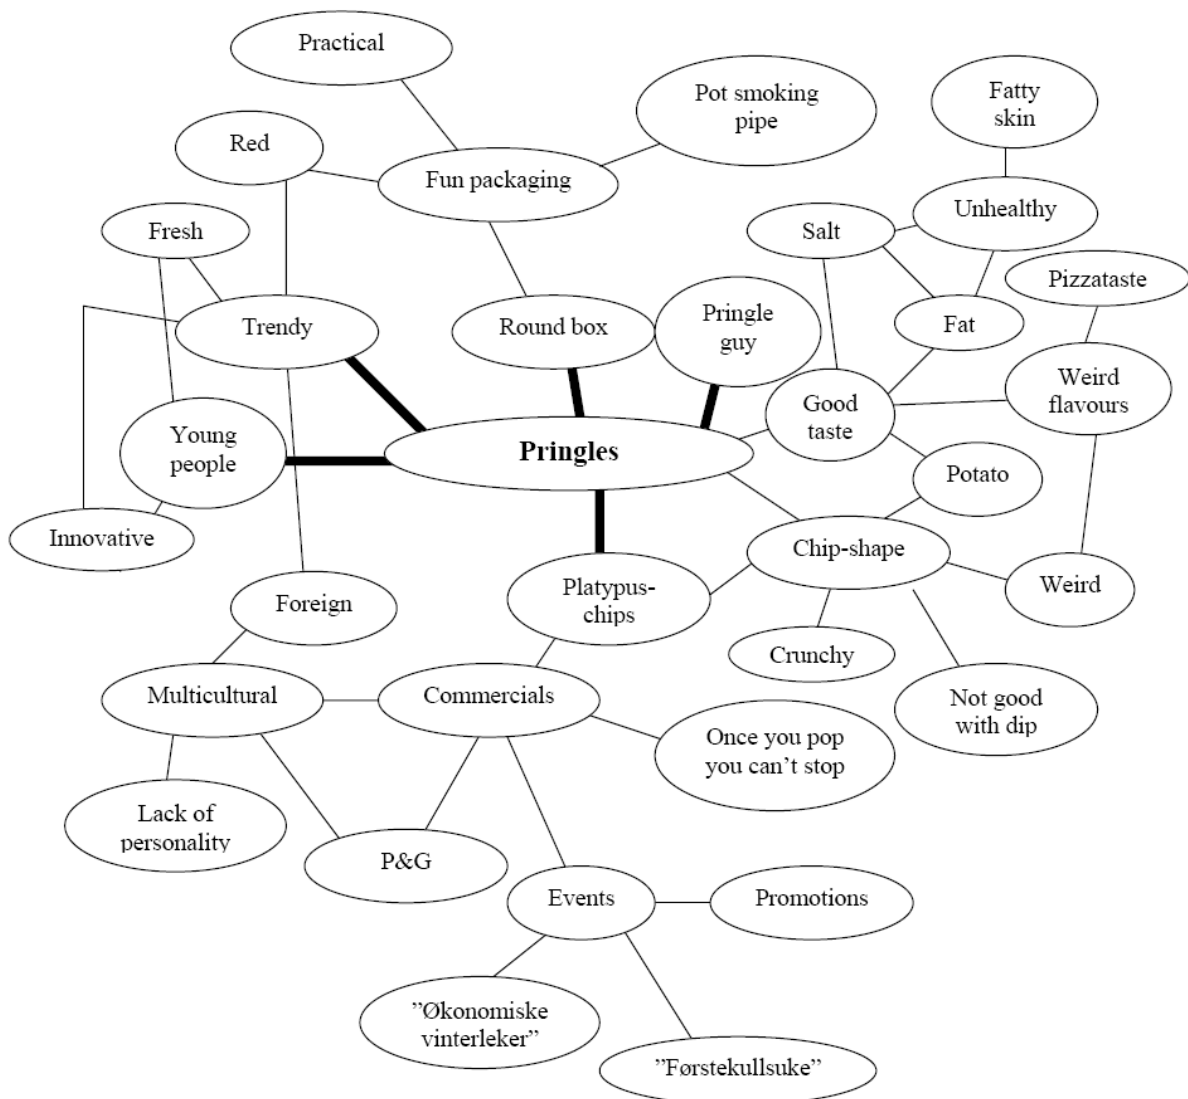 Practical
Pot smoking
pipe
Fatty
skin
Red
Fun packaging
Unhealthy
Fresh
Salt
Pizzataste
Trendy
Round box
Pringle
guy
Fat
Weird
flavours
Good
taste
Young
people
Pringles
Potato
Innovative
Chip-shape
Platypus-
chips
Weird
Foreign
Crunchy
Multicultural
Commercials
Not good
with dip
Once you pop
you can’t stop
Lack of
personality
P&G
Events
Promotions
”Økonomiske
vinterleker”
”Førstekullsuke”